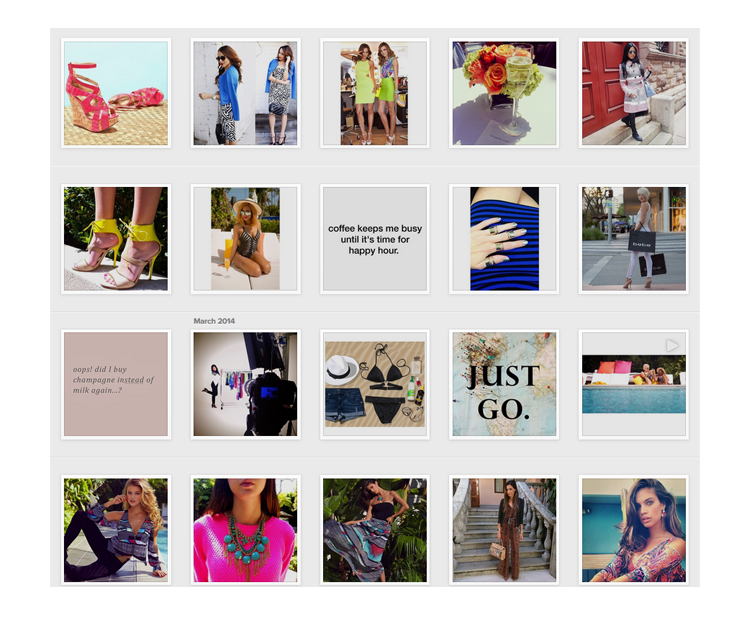 coffee keeps me busy
until it's time for
happy hour.
bebe
March 2014
oops! did I buy
champagne instead of
milk again...?
JUST
GO.